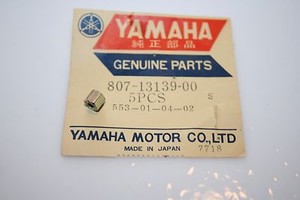 YAMAHA
純正部品
GENUINE PARTS
807-13139-00
5PCS
553-01-04-02
YAMAHA MOTOR CO.,LTD
MADE IN JAPAN
7718